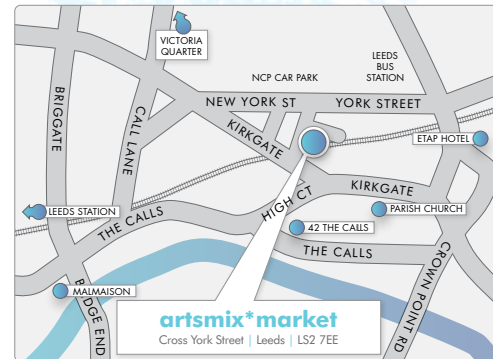 VICTORIA
QUARTER
LEEDS
BUS
STATION
NCP CAR PARK
BRIGGATE
CALL LANE
NEW YORK ST
YORK STREET
KIRKGATE
ETAP HOTEL
KIRKGATE
HIGH CT
LEEDS STATION
PARISH CHURCH
THE CALLS
42 THE CALLS
THE CALLS
CROWN POINT RD
MALMAISON
BRIDGE END
artsmix*market
Cross York Street | Leeds | LS2 7EE